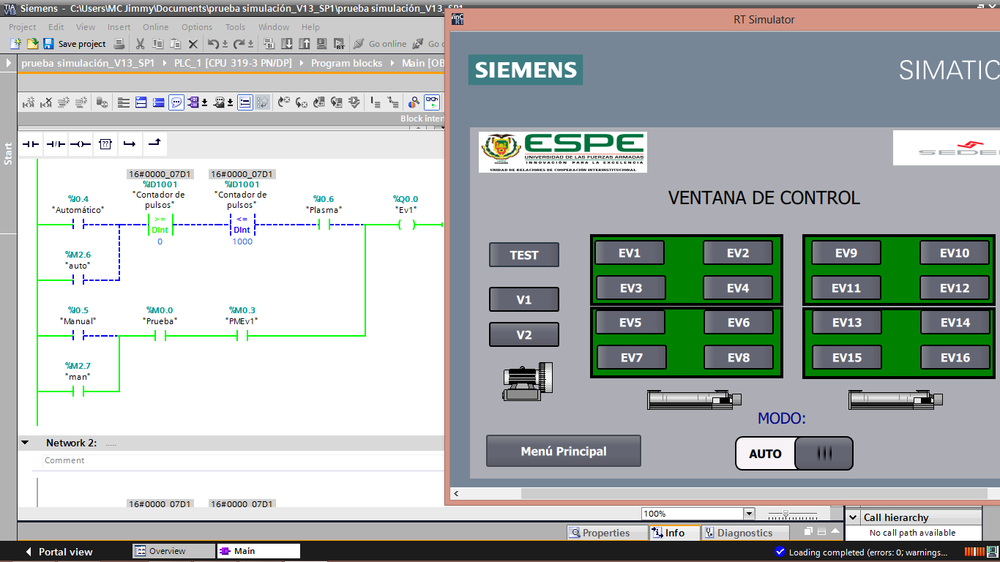 TIA V13 Siemens - C:\Users\MC Jimmy\Documents\prueba simulación_V13_SP1\prueba simulación_V13_SP1
Project Edit View Insert Online Options Tools Window Help
Save project
Go online
Go o
prueba simulación_V13_SP1 PLC_1 [CPU 319-3 PN/DP] Program blocks Main [OB
Block inter
Start
16#0000_07D1 16#0000_07D1
%ID1001 %ID1001
%I0.4 "Contador de "Contador de %I0.6 %Q0.0
"Automático" pulsos" pulsos" "Plasma" "Ev1"
>= <=
DInt DInt
0 1000
%M2.6
"auto"
%I0.5 %M0.0 %M0.3
"Manual" "Prueba" "PMEv1"
%M2.7
"man"
Network 2: .....
Comment
16#0000_07D1 16#0000_07D1
WinC RT RT Simulator
SIEMENS
SIMATIC
ESPE
UNIVERSIDAD DE LAS FUERZAS ARMADAS
INNOVACIÓN PARA LA EXCELENCIA
UNIDAD DE RELACIONES DE COOPERACIÓN INTERINSTITUCIONAL
SEDE
VENTANA DE CONTROL
TEST
V1
V2
EV1 EV2 EV9 EV10
EV3 EV4 EV11 EV12
EV5 EV6 EV13 EV14
EV7 EV8 EV15 EV16
MODO:
Menú Principal
AUTO
100%
Properties Info Diagnostics
Call hierarchy
No call path available
Portal view Overview Main
Loading completed (errors: 0; warnings...